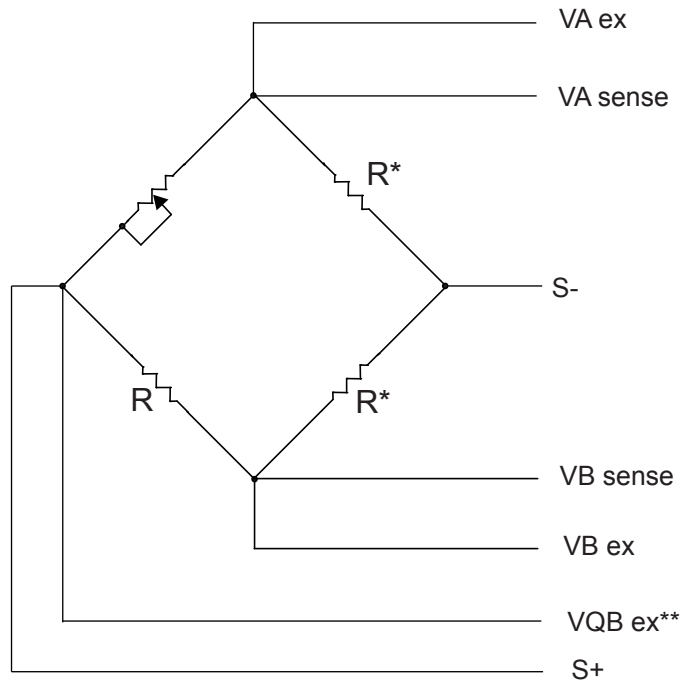 VA ex
VA sense
R*
S-
R
R*
VB sense
VB ex
VQB ex**
S+